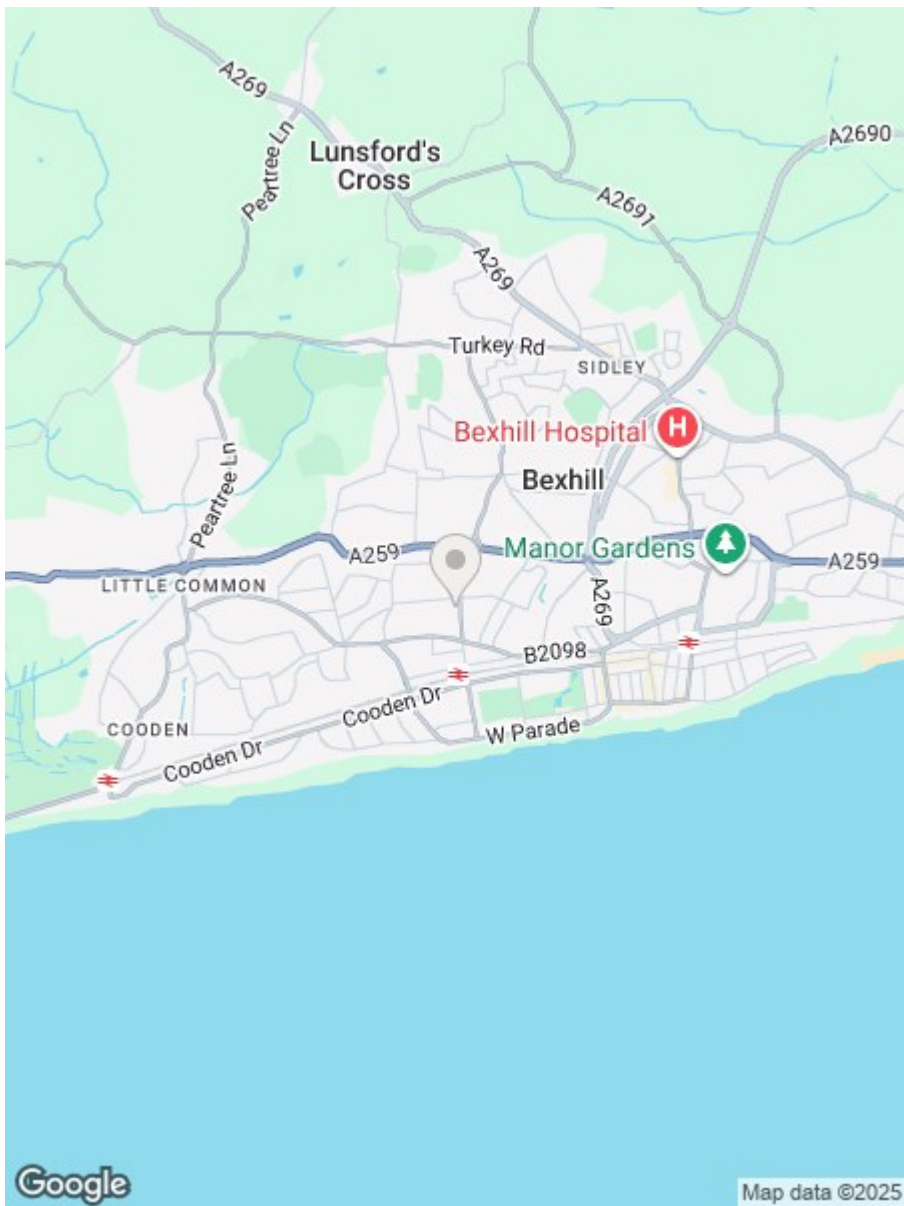 A269
A2690
Peartree Ln
Lunsford's
Cross
A2691
A269
Turkey Rd
SIDLEY
Bexhill Hospital
H
Bexhill
Peartree Ln
Manor Gardens
A259
A259
LITTLE COMMON
A269
B2098
Cooden Dr
W Parade
COODEN
Cooden Dr
Google
Map data ©2025